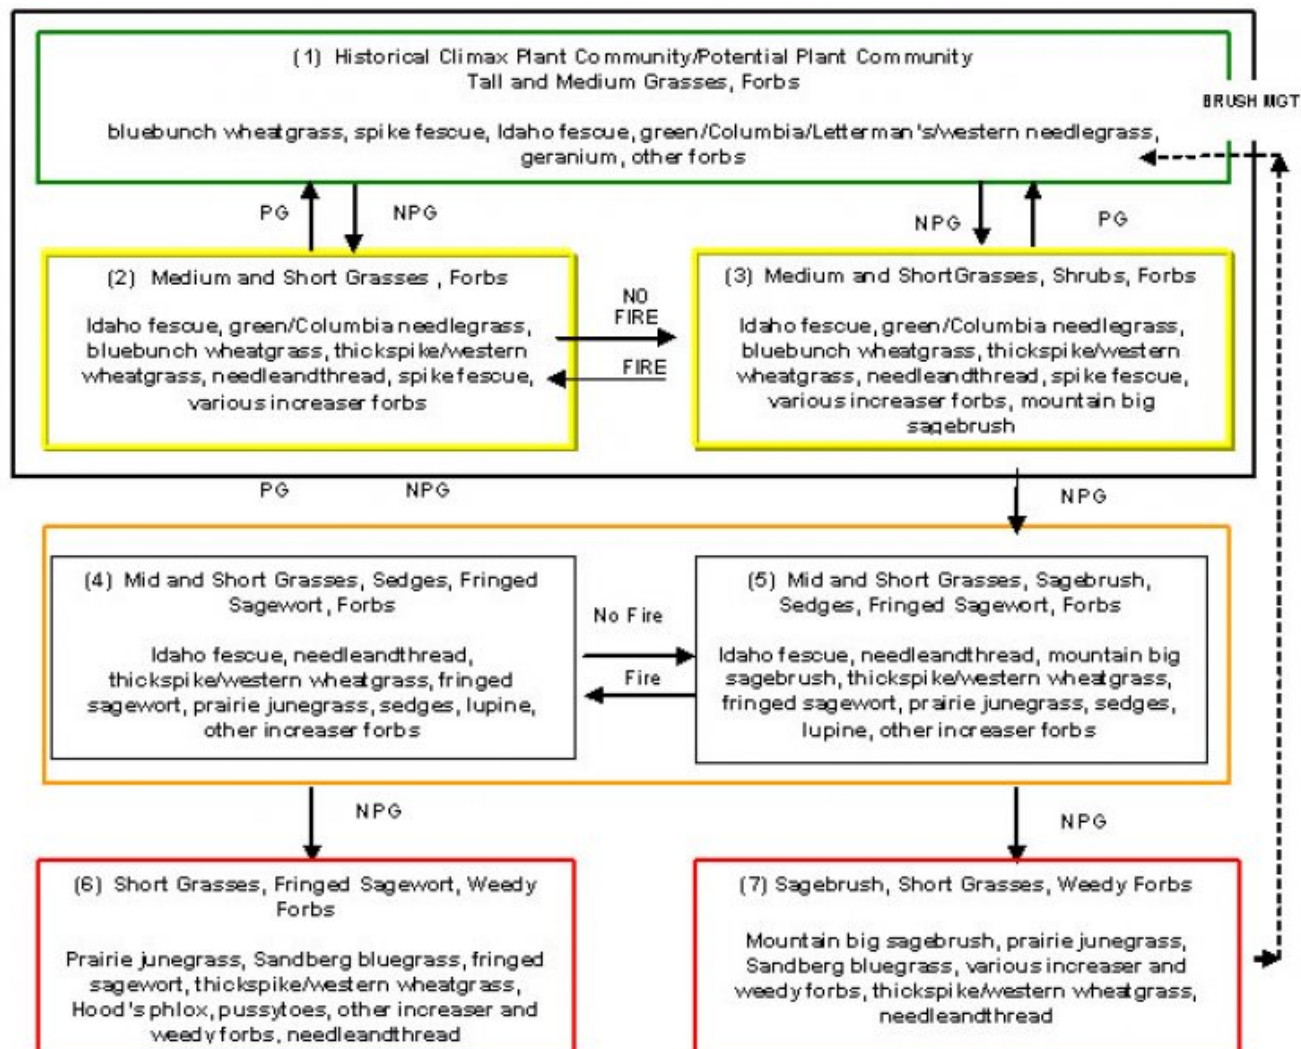 (1) Historical Climax Plant Community/Potential Plant Community
Tall and Medium Grasses, Forbs
bluebunch wheatgrass, spike fescue, Idaho fescue, green/Columbia/Letterman's/western needlegrass,
geranium, other forbs
BRUSH MGT
PG
NPG
NPG
PG
(2) Medium and Short Grasses , Forbs
Idaho fescue, green/Columbia needlegrass,
bluebunch wheatgrass, thickspike/western
wheatgrass, needleandthread, spike fescue,
various increaser forbs
NO
FIRE
FIRE
(3) Medium and ShortGrasses, Shrubs, Forbs
Idaho fescue, green/Columbia needlegrass,
bluebunch wheatgrass, thickspike/western
wheatgrass, needleandthread, spike fescue,
various increaser forbs, mountain big
sagebrush
PG
NPG
NPG
(4) Mid and Short Grasses, Sedges, Fringed
Sagewort, Forbs
Idaho fescue, needleandthread,
thickspike/western wheatgrass, fringed
sagewort, prairie junegrass, sedges, lupine,
other increaser forbs
No Fire
Fire
(5) Mid and Short Grasses, Sagebrush,
Sedges, Fringed Sagewort, Forbs
Idaho fescue, needleandthread, mountain big
sagebrush, thickspike/western wheatgrass,
fringed sagewort, prairie junegrass, sedges,
lupine, other increaser forbs
NPG
NPG
(6) Short Grasses, Fringed Sagewort, Weedy
Forbs
Prairie junegrass, Sandberg bluegrass, fringed
sagewort, thickspike/western wheatgrass,
Hood's phlox, pussytoes, other increaser and
weedy forbs, needleandthread
(7) Sagebrush, Short Grasses, Weedy Forbs
Mountain big sagebrush, prairie junegrass,
Sandberg bluegrass, various increaser and
weedy forbs, thickspike/western wheatgrass,
needleandthread